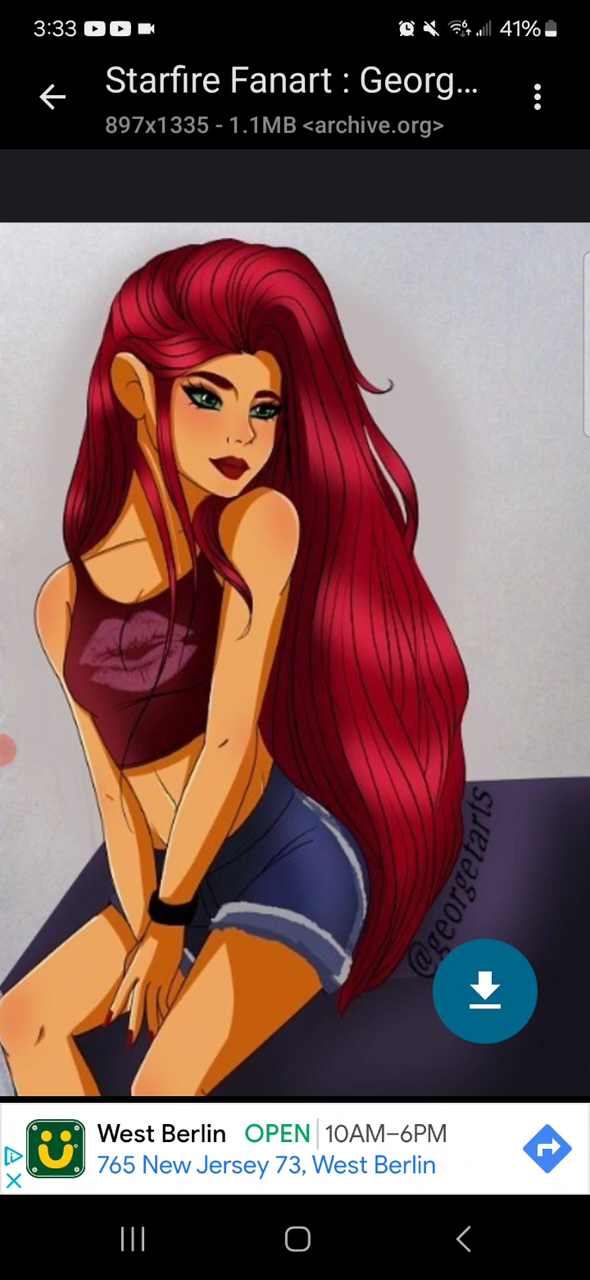 3:33 41%
Starfire Fanart : Georg...
897x1335 - 1.1MB <archive.org>
@georgetarts
West Berlin OPEN 10AM–6PM
765 New Jersey 73, West Berlin